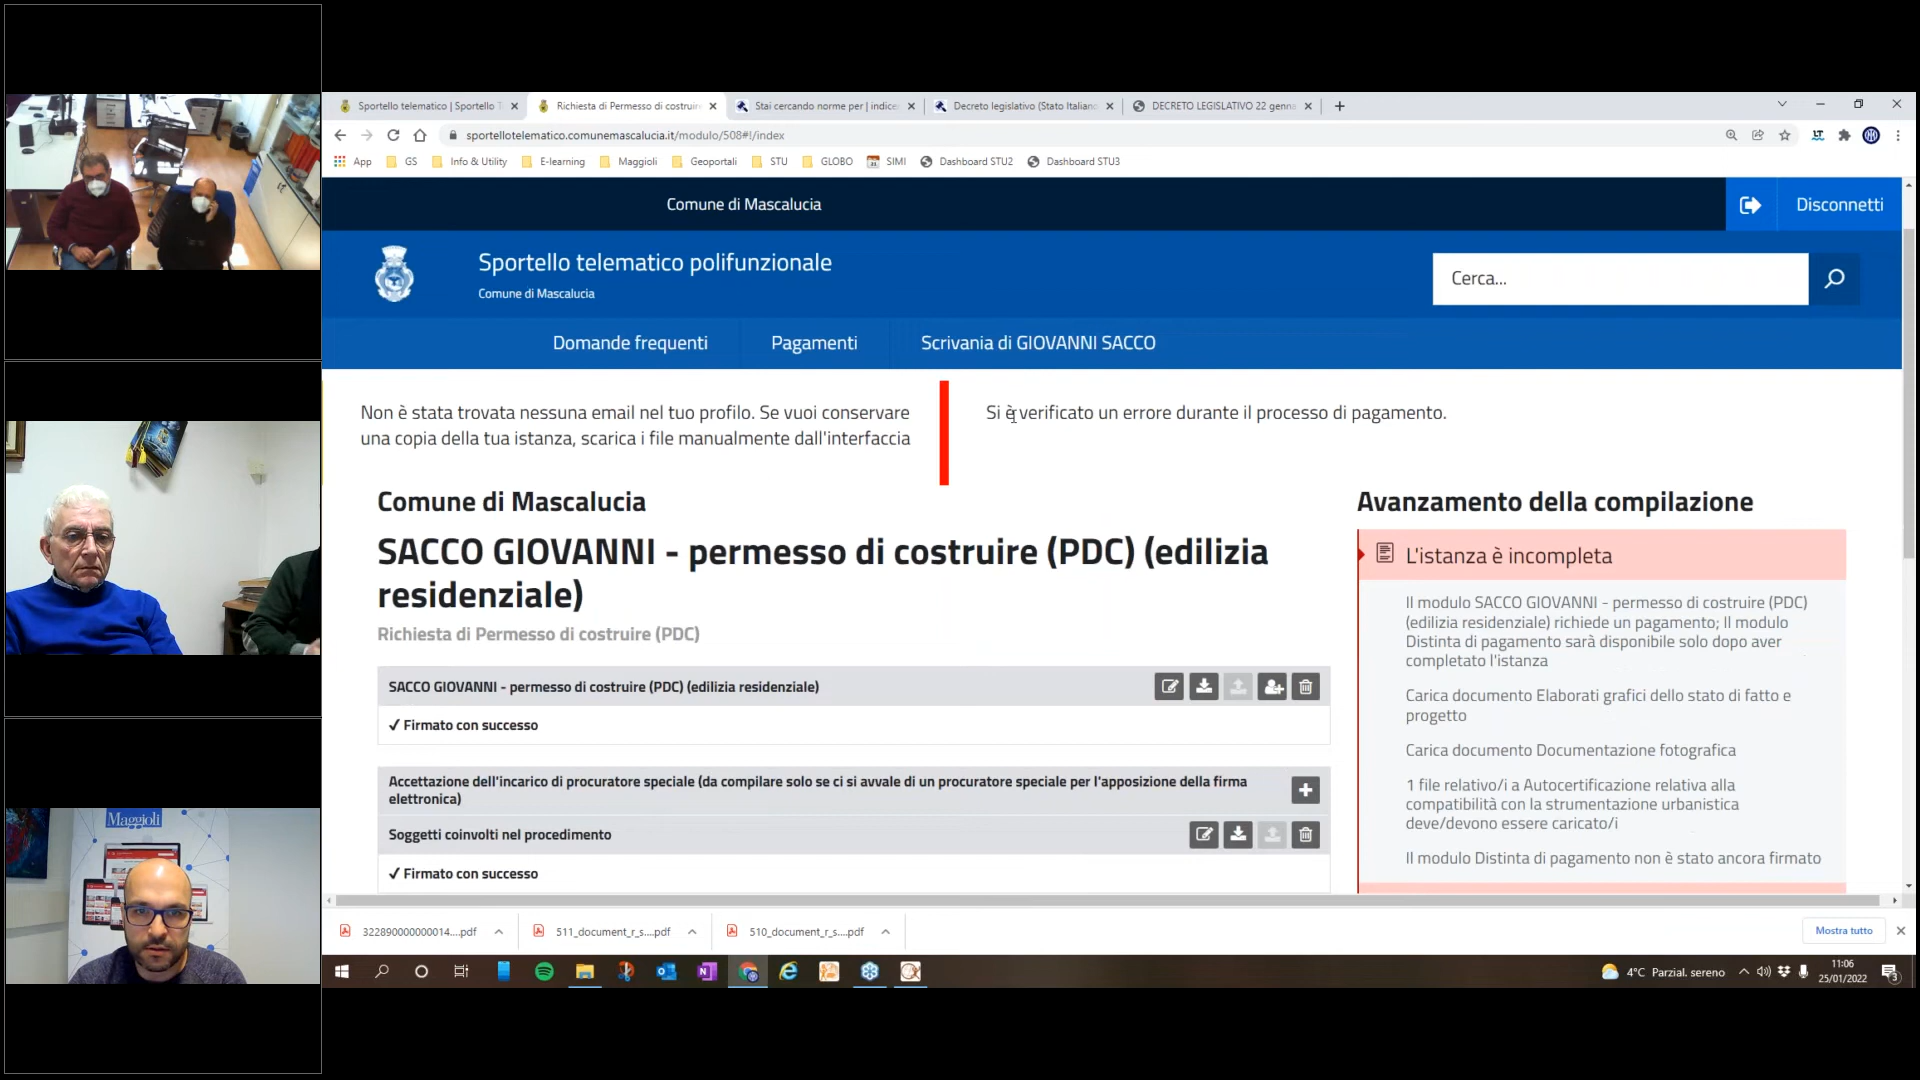 Maggioli
Sportello telematico | Sportello T
Richiesta di Permesso di costruir
Stai cercando norme per | indice
Decreto legislativo (Stato Italiano
DECRETO LEGISLATIVO 22 genn
sportellotelematico.comunemascalucia.it/modulo/508#!/index
App
GS
Info & Utility
E-learning
Maggioli
Geoportali
STU
GLOBO
SIMI
Dashboard STU2
Dashboard STU3
Comune di Mascalucia
Disconnetti
Sportello telematico polifunzionale
Comune di Mascalucia
Cerca...
Domande frequenti
Pagamenti
Scrivania di GIOVANNI SACCO
Non è stata trovata nessuna email nel tuo profilo. Se vuoi conservare
una copia della tua istanza, scarica i file manualmente dall'interfaccia
Si è verificato un errore durante il processo di pagamento.
Comune di Mascalucia
SACCO GIOVANNI - permesso di costruire (PDC) (edilizia
residenziale)
Richiesta di Permesso di costruire (PDC)
SACCO GIOVANNI - permesso di costruire (PDC) (edilizia residenziale)
✓ Firmato con successo
Accettazione dell'incarico di procuratore speciale (da compilare solo se ci si avvale di un procuratore speciale per l'apposizione della firma
elettronica)
Soggetti coinvolti nel procedimento
✓ Firmato con successo
Avanzamento della compilazione
L'istanza è incompleta
Il modulo SACCO GIOVANNI - permesso di costruire (PDC)
(edilizia residenziale) richiede un pagamento; Il modulo
Distinta di pagamento sarà disponibile solo dopo aver
completato l'istanza
Carica documento Elaborati grafici dello stato di fatto e
progetto
Carica documento Documentazione fotografica
1 file relativo/i a Autocertificazione relativa alla
compatibilità con la strumentazione urbanistica
deve/devono essere caricato/i
Il modulo Distinta di pagamento non è stato ancora firmato
322890000000014....pdf
511_document_r_s....pdf
510_document_r_s....pdf
Mostra tutto
4°C Parzial. sereno
11:06
25/01/2022
3